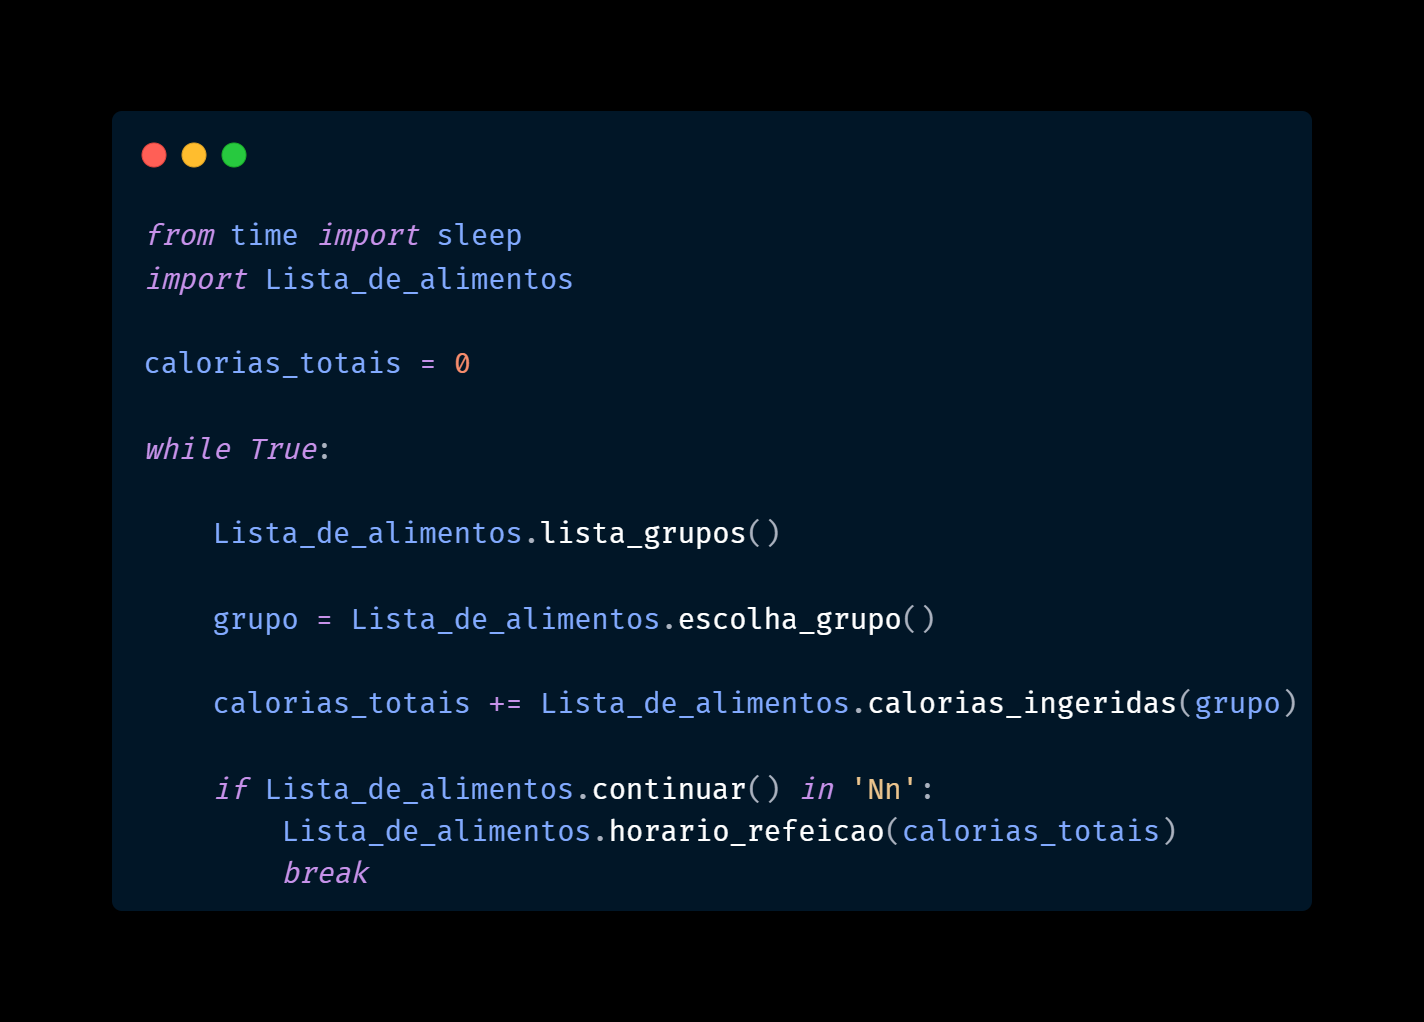 from time import sleep
import Lista_de_alimentos
calorias_totais = 0
while True:
Lista_de_alimentos.lista_grupos()
grupo = Lista_de_alimentos.escolha_grupo()
calorias_totais += Lista_de_alimentos.calorias_ingeridas(grupo)
if Lista_de_alimentos.continuar() in 'Nn':
Lista_de_alimentos.horario_refeicao(calorias_totais)
break